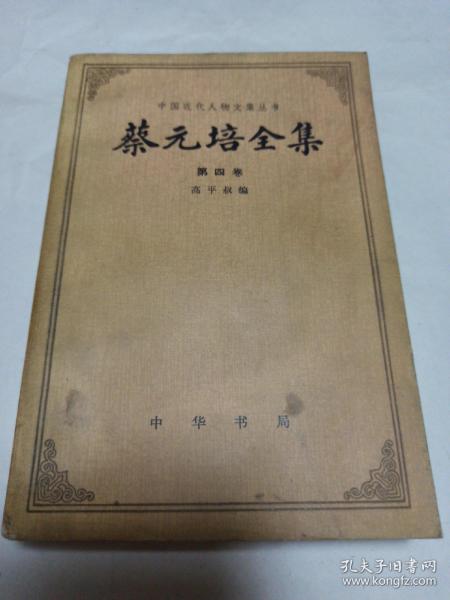 中国近代人物文集丛书
蔡元培全集
第四卷
高平叔编
中华书局
孔夫子旧书网
www.kongfz.com